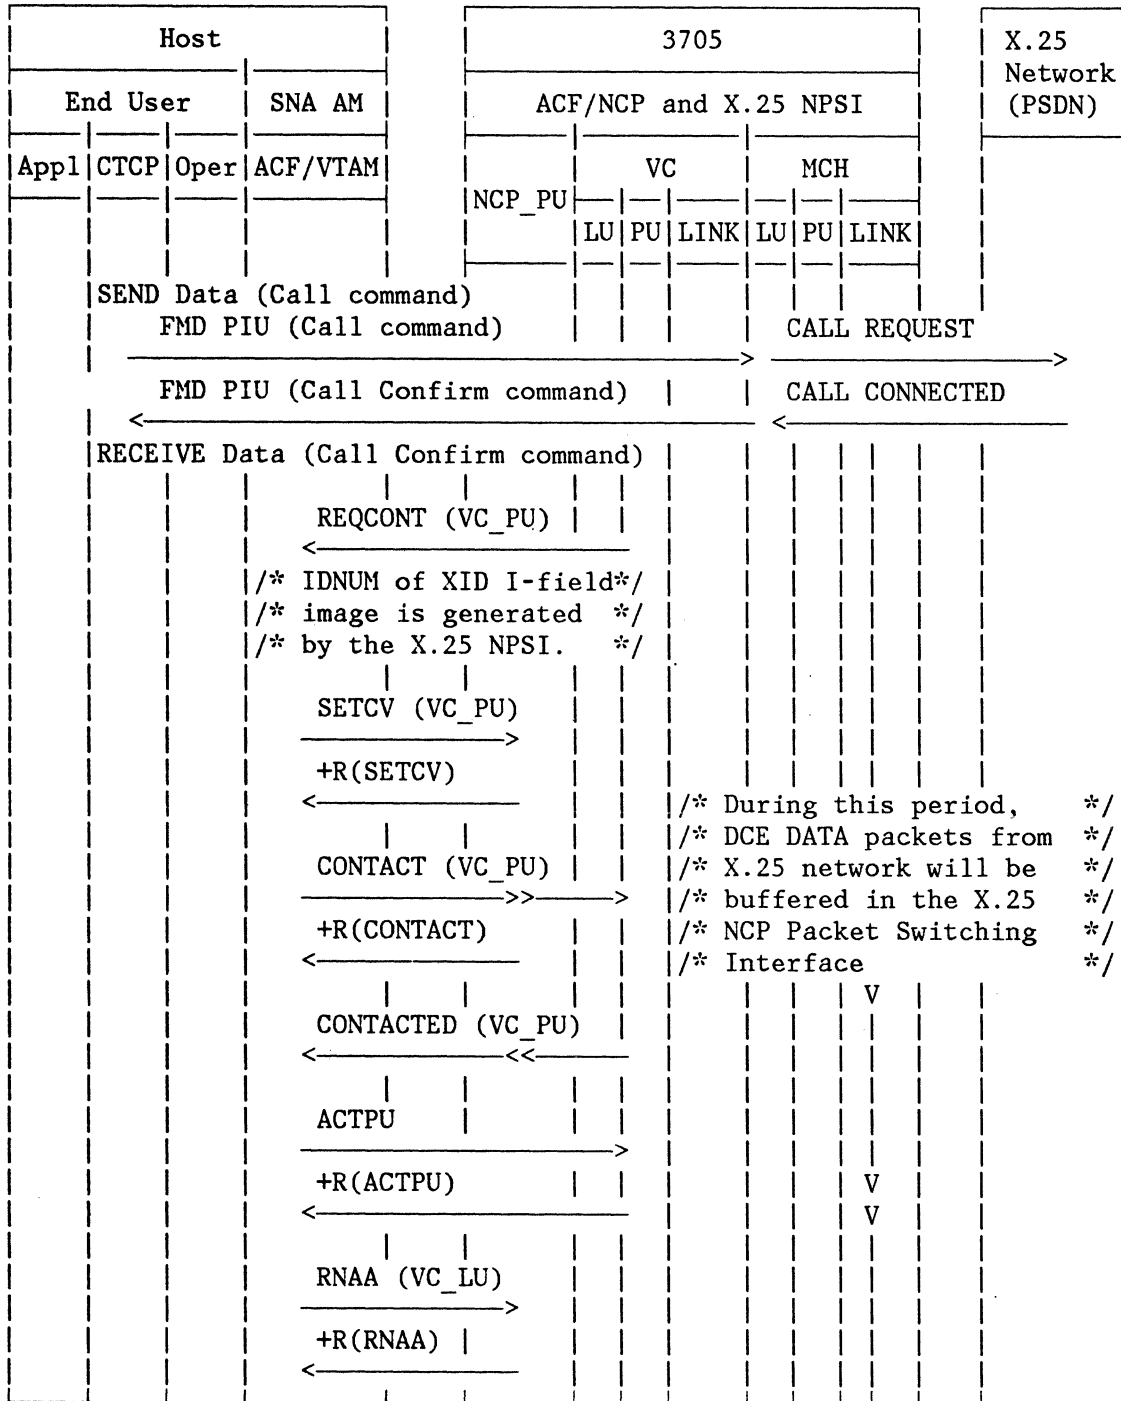 Host 3705 X.25
Network
End User SNA AM ACF/NCP and X.25 NPSI (PSDN)
Appl CTCP Oper ACF/VTAM VC MCH
NCP_PU
LU PU LINK LU PU LINK
SEND Data (Call command)
FMD PIU (Call command) CALL REQUEST
FMD PIU (Call Confirm command) CALL CONNECTED
RECEIVE Data (Call Confirm command)
REQCONT (VC_PU)
/* IDNUM of XID I-field*/
/* image is generated */
/* by the X.25 NPSI. */
SETCV (VC_PU)
+R(SETCV)
/* During this period, */
/* DCE DATA packets from */
CONTACT (VC_PU) /* X.25 network will be */
/* buffered in the X.25 */
+R(CONTACT) /* NCP Packet Switching */
/* Interface */
V
CONTACTED (VC_PU)
ACTPU
+R(ACTPU) V
V
RNAA (VC_LU)
+R(RNAA)